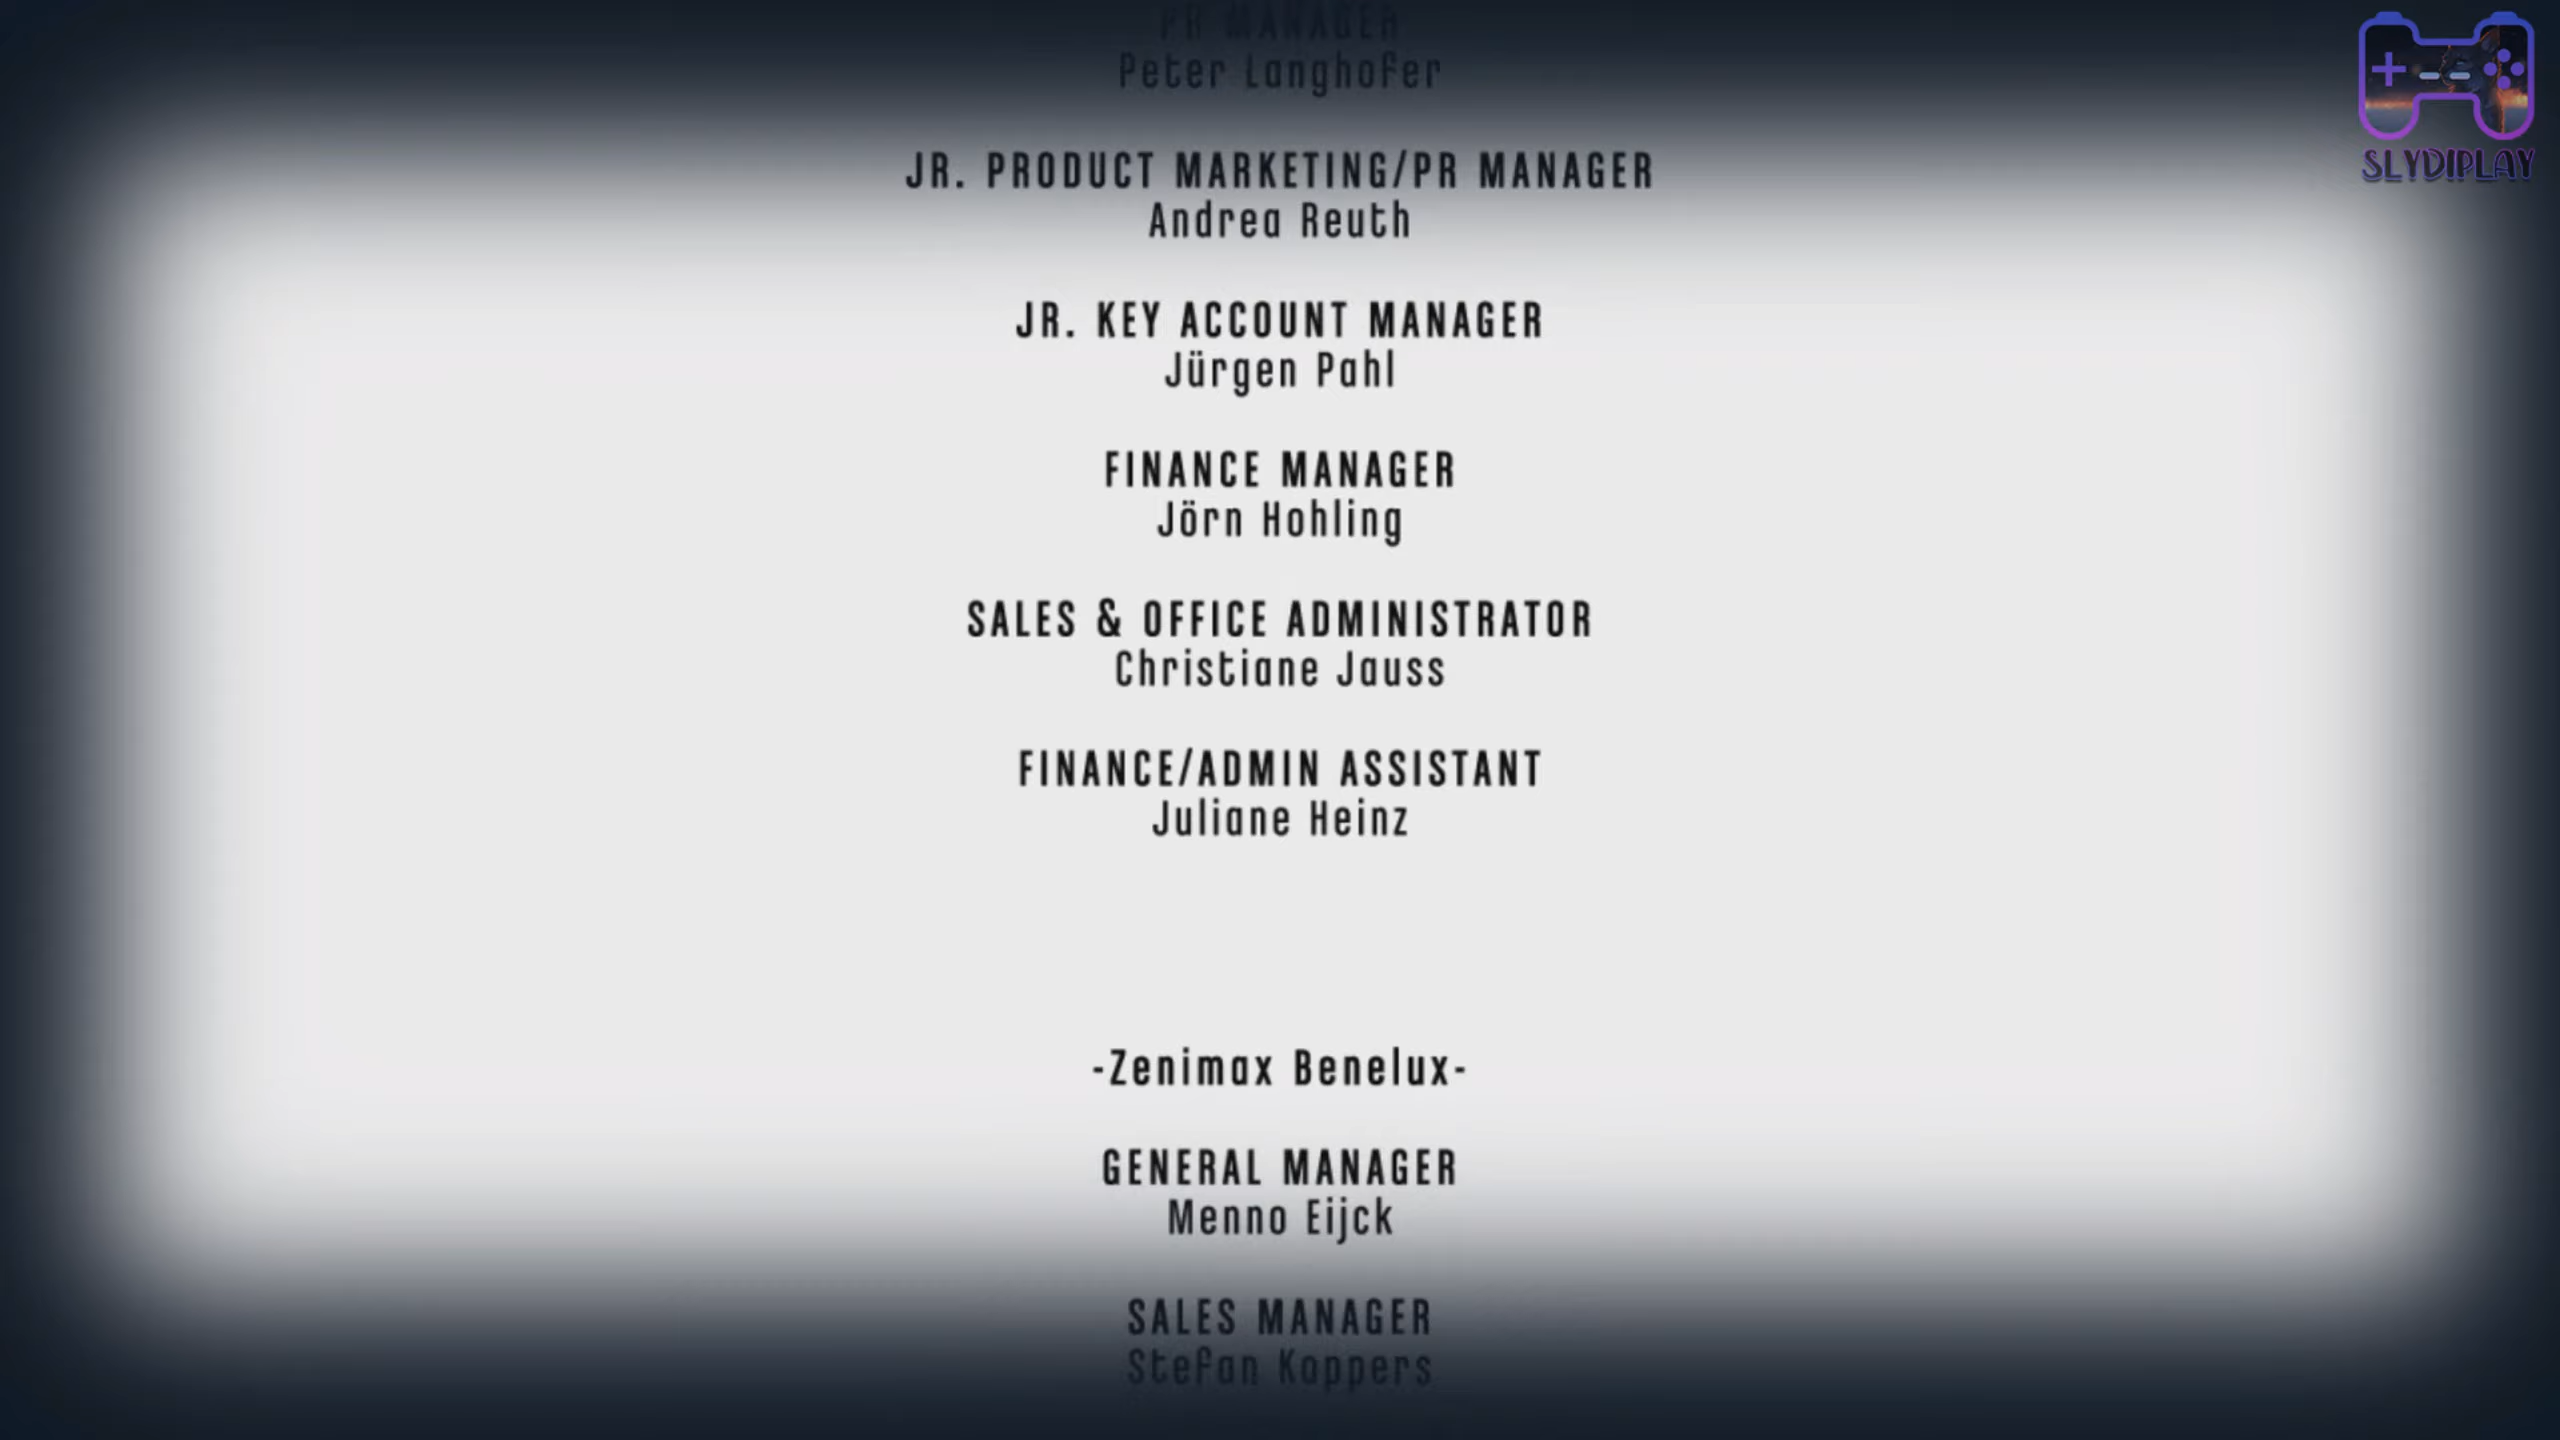 PR MANAGER
Peter Langhofer
JR. PRODUCT MARKETING/PR MANAGER
Andrea Reuth
JR. KEY ACCOUNT MANAGER
Jürgen Pahl
FINANCE MANAGER
Jörn Hohling
SALES & OFFICE ADMINISTRATOR
Christiane Jauss
FINANCE/ADMIN ASSISTANT
Juliane Heinz
-Zenimax Benelux-
GENERAL MANAGER
Menno Eijck
SALES MANAGER
Stefan Koppers
SLYDIPLAY